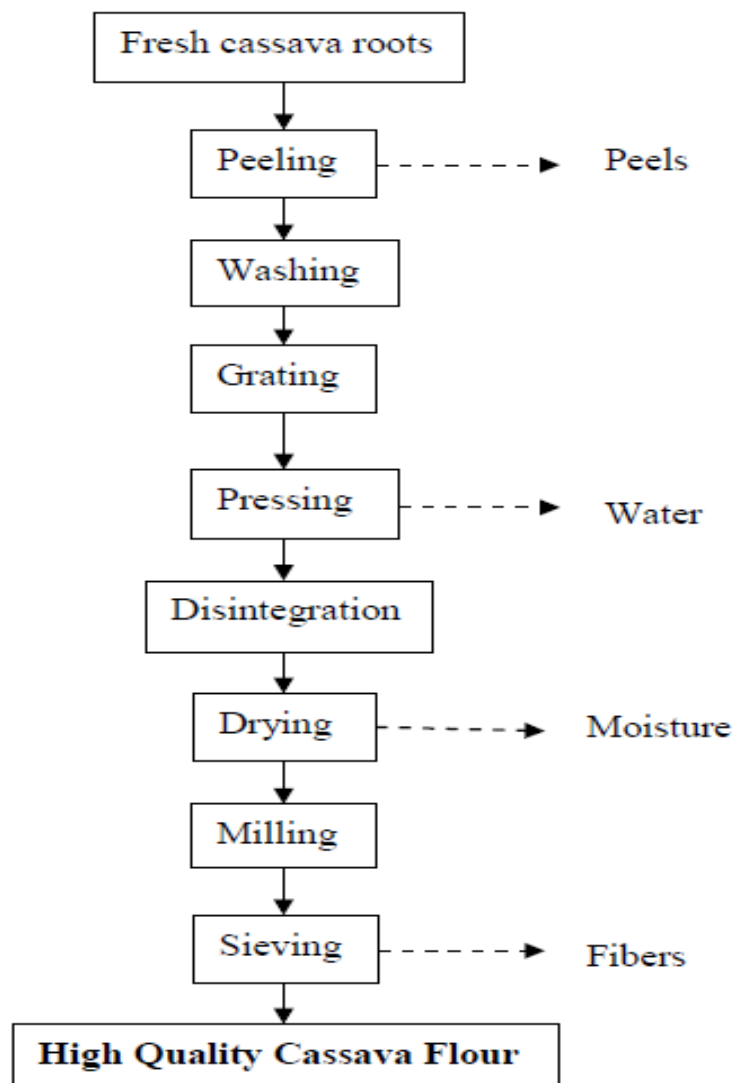 Fresh cassava roots
Peeling
Peels
Washing
Grating
Pressing
Water
Disintegration
Drying
Moisture
Milling
Sieving
Fibers
High Quality Cassava Flour